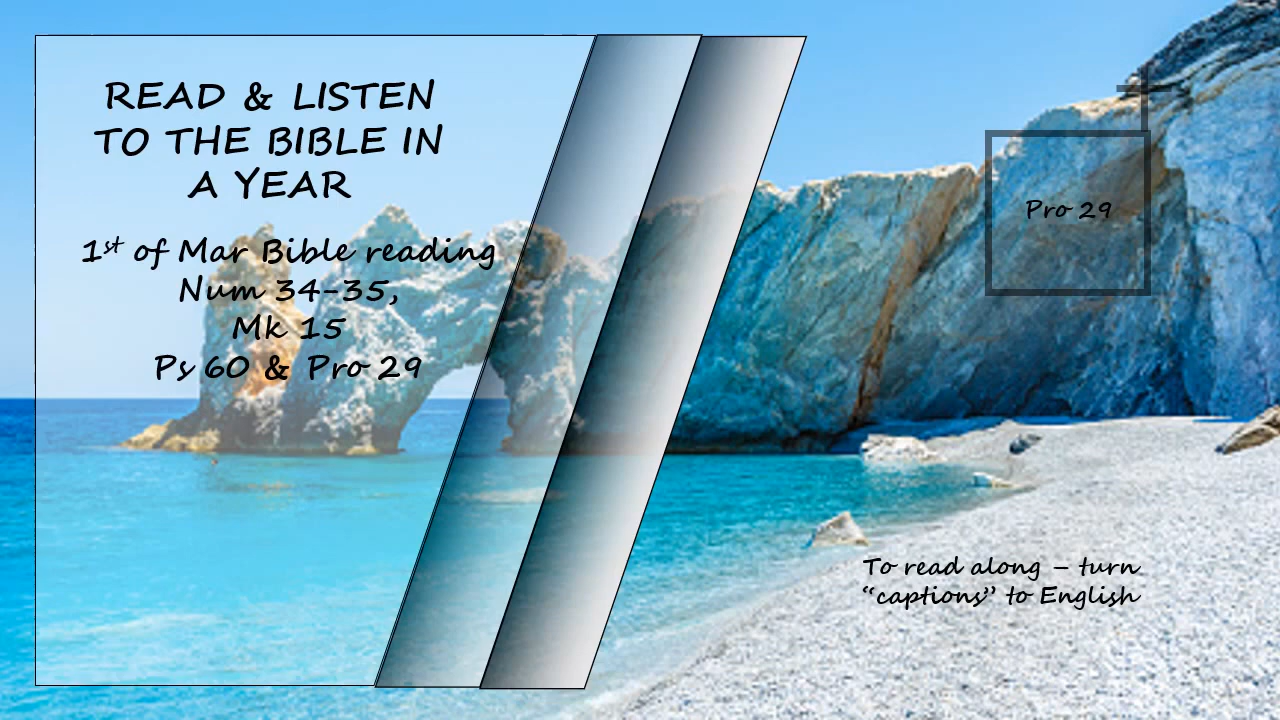 READ & LISTEN
TO THE BIBLE IN
A YEAR
1st of Mar Bible reading
Num 34-35,
Mk 15
Ps 60 & Pro 29
Pro 29
To read along – turn
“captions” to English